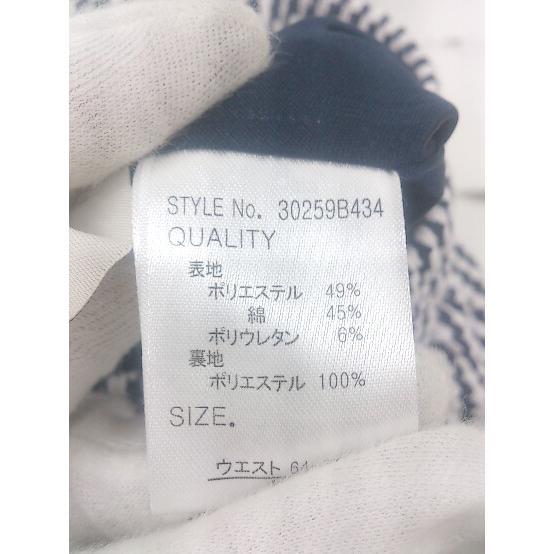 STYLE No. 30259B434
QUALITY
表地
ポリエステル 49%
綿 45%
ポリウレタン 6%
裏地
ポリエステル 100%
SIZE.
ウエスト